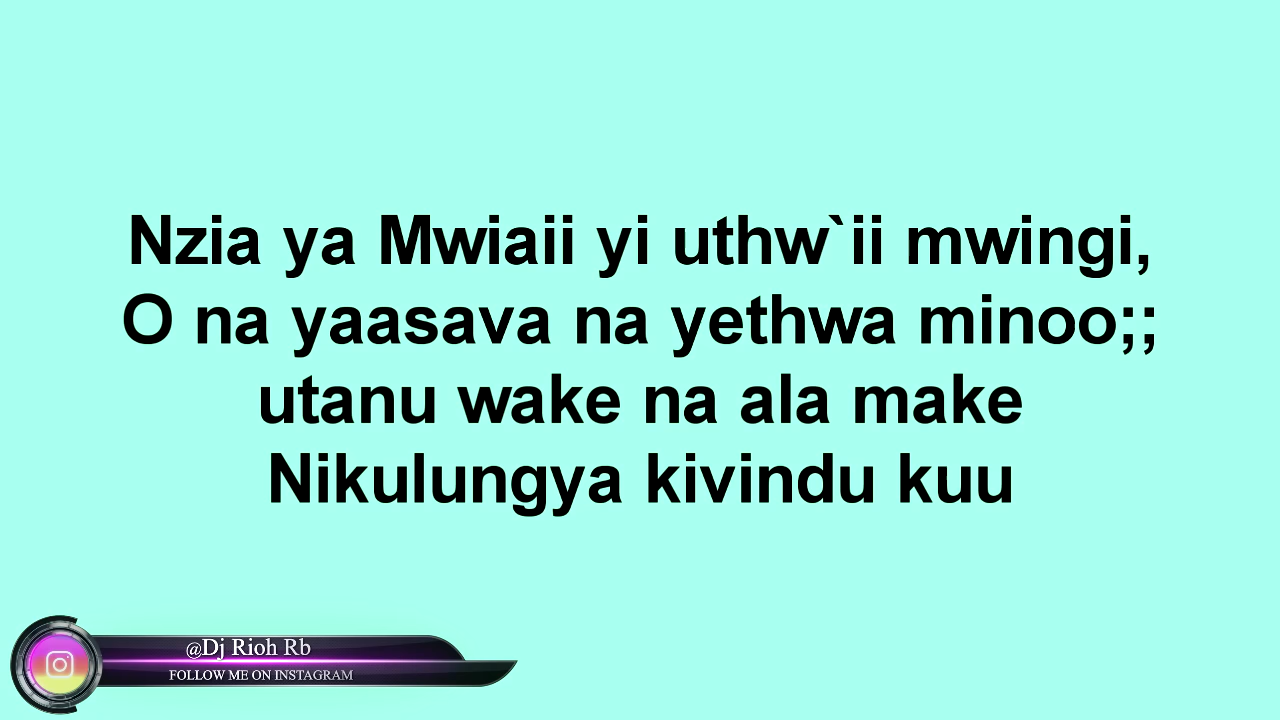 Nzia ya Mwiaii yi uthw`ii mwingi,
O na yaasava na yethwa minoo;;
utanu wake na ala make
Nikulungya kivindu kuu
@Dj Rioh Rb
FOLLOW ME ON INSTAGRAM